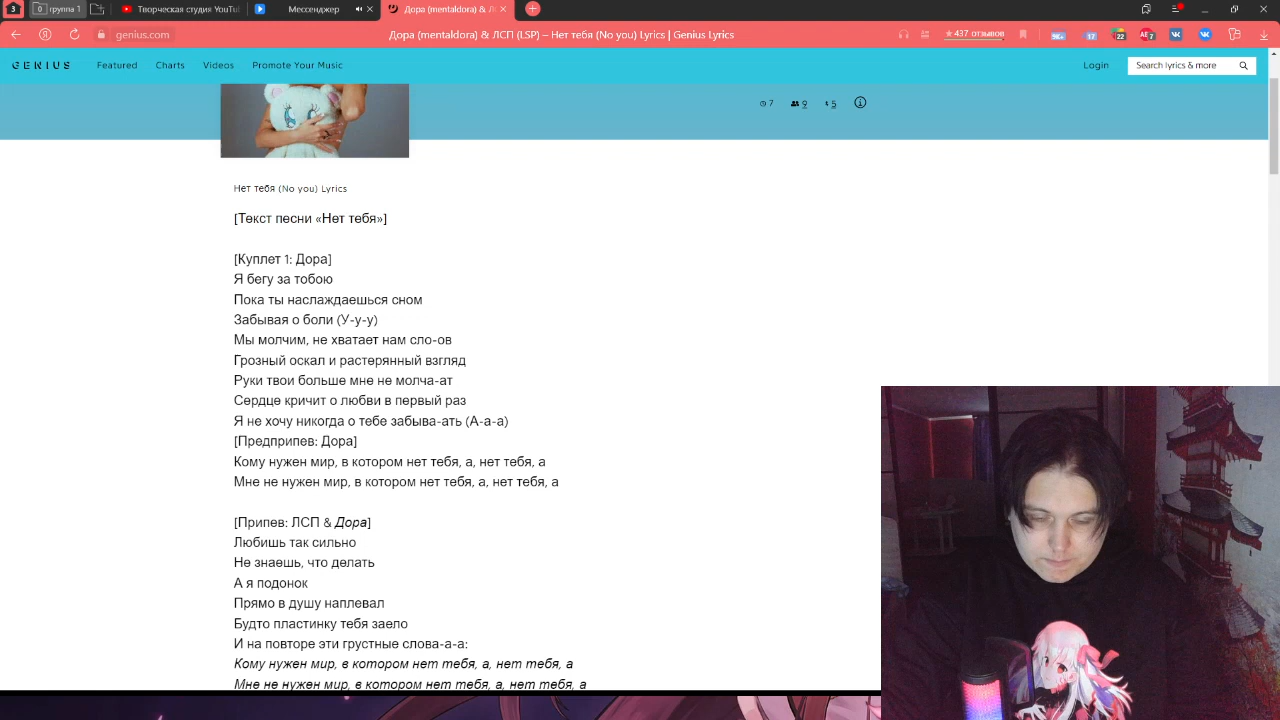 3
группа 1
Творческая студия YouTul
Мессенджер
Дора (mentaldora) & ЛС
genius.com
Дора (mentaldora) & ЛСП (LSP) – Нет тебя (No you) Lyrics | Genius Lyrics
★ 437 отзывов
GENIUS
Featured
Charts
Videos
Promote Your Music
Login
Search lyrics & more
7
9
5
Нет тебя (No you) Lyrics
[Текст песни «Нет тебя»]
[Куплет 1: Дора]
Я бегу за тобою
Пока ты наслаждаешься сном
Забывая о боли (У-у-у)
Мы молчим, не хватает нам сло-ов
Грозный оскал и растерянный взгляд
Руки твои больше мне не молча-ат
Сердце кричит о любви в первый раз
Я не хочу никогда о тебе забыва-ать (А-а-а)
[Предприпев: Дора]
Кому нужен мир, в котором нет тебя, а, нет тебя, а
Мне не нужен мир, в котором нет тебя, а, нет тебя, а
[Припев: ЛСП & Дора]
Любишь так сильно
Не знаешь, что делать
А я подонок
Прямо в душу наплевал
Будто пластинку тебя заело
И на повторе эти грустные слова-а-а:
Кому нужен мир, в котором нет тебя, а, нет тебя, а
Мне не нужен мир, в котором нет тебя, а, нет тебя, а